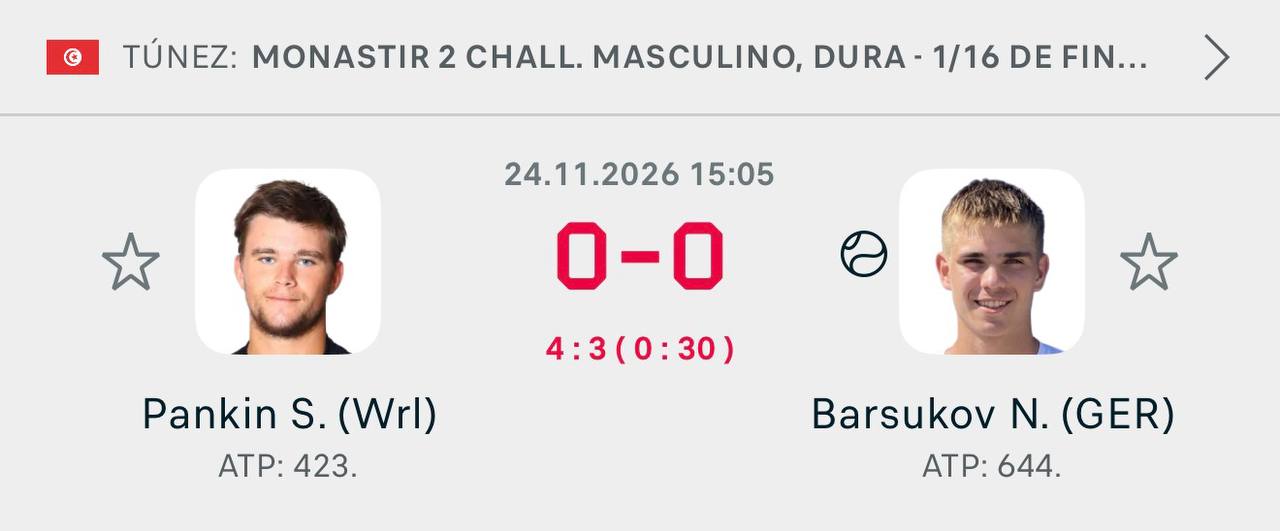 TÚNEZ: MONASTIR 2 CHALL. MASCULINO, DURA - 1/16 DE FIN...
24.11.2026 15:05
0-0
4:3(0:30)
Pankin S. (Wrl)
ATP: 423.
Barsukov N. (GER)
ATP: 644.